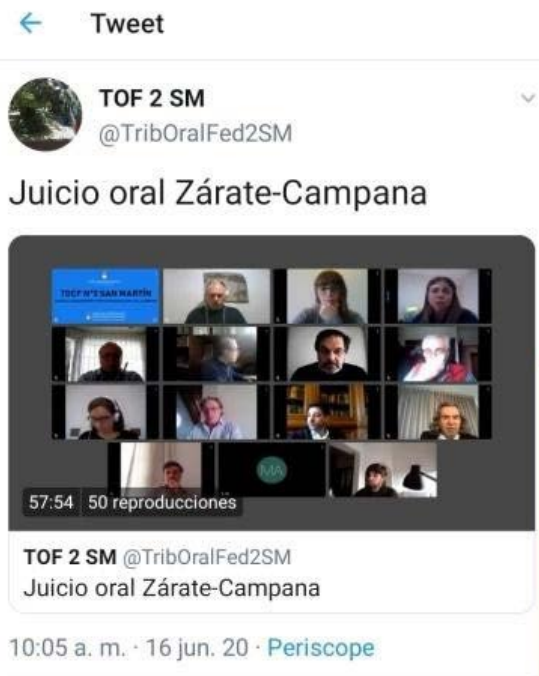 Tweet
TOF 2 SM
@TribOralFed2SM
Juicio oral Zárate-Campana
TOCF Nº2 SAN MARTÍN
MA
57:54 50 reproducciones
TOF 2 SM @TribOralFed2SM
Juicio oral Zárate-Campana
10:05 a. m. · 16 jun. 20 · Periscope